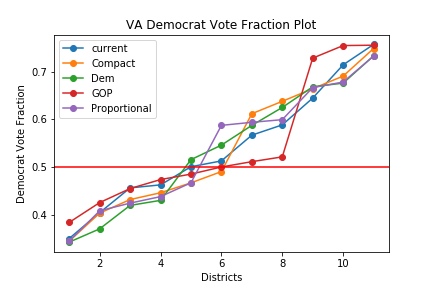 VA Democrat Vote Fraction Plot
current
Compact
Dem
GOP
Proportional
Democrat Vote Fraction
0.7
0.6
0.5
0.4
2 4 6 8 10
Districts